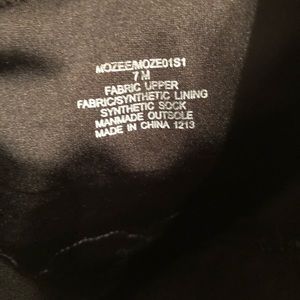 MOZEE/MOZE01S1
7 M
FABRIC UPPER
FABRIC/SYNTHETIC LINING
SYNTHETIC SOCK
MANMADE OUTSOLE
MADE IN CHINA 1213